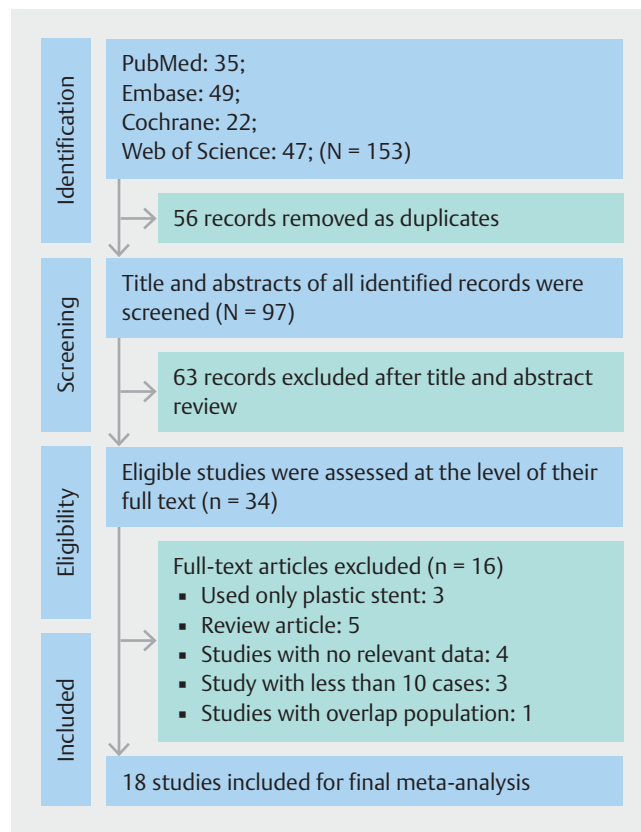 Identification
PubMed: 35;
Embase: 49;
Cochrane: 22;
Web of Science: 47; (N = 153)
56 records removed as duplicates
Screening
Title and abstracts of all identified records were
screened (N = 97)
63 records excluded after title and abstract
review
Eligibility
Eligible studies were assessed at the level of their
full text (n = 34)
Full-text articles excluded (n = 16)
▪ Used only plastic stent: 3
▪ Review article: 5
▪ Studies with no relevant data: 4
▪ Study with less than 10 cases: 3
▪ Studies with overlap population: 1
Included
18 studies included for final meta-analysis